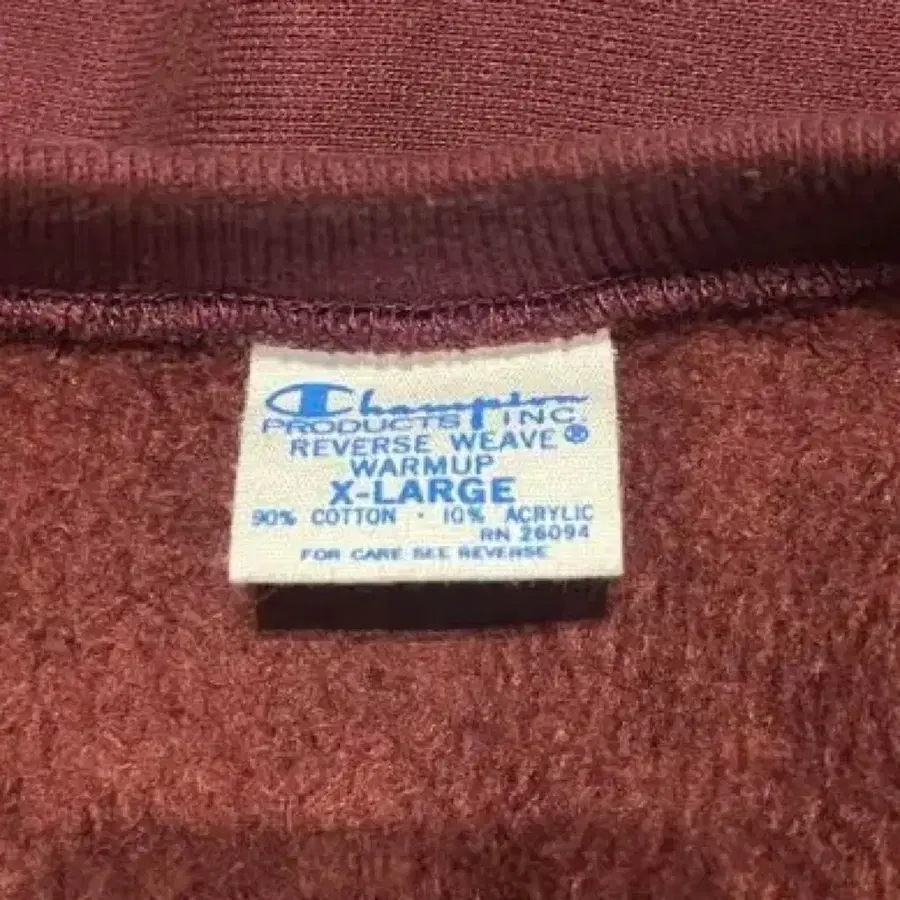 Champion
PRODUCTS INC.
REVERSE WEAVE ®
WARMUP
X-LARGE
90% COTTON · 10% ACRYLIC
RN 26094
FOR CARE SEE REVERSE